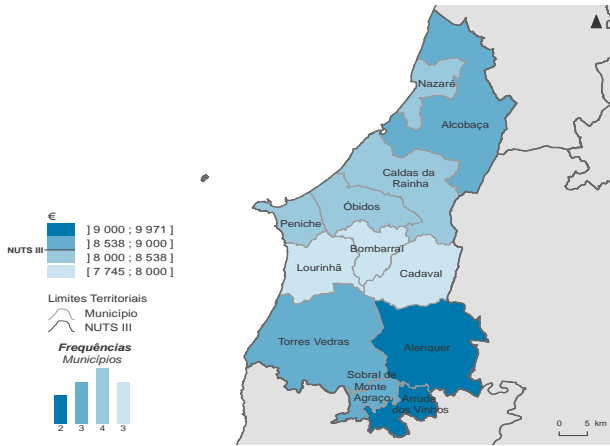 Nazaré
Alcobaça
Caldas da
Rainha
Óbidos
Peniche
Bombarral
Lourinhã
Cadaval
Torres Vedras
Alenquer
Sobral de
Monte
Agraço
Arruda
dos Vinhos
€
] 9 000 ; 9 971 ]
] 8 538 ; 9 000 ]
NUTS III
] 8 000 ; 8 538 ]
[ 7 745 ; 8 000 ]
Limites Territoriais
Município
NUTS III
Frequências
Municípios
2 3 4 3
0 5 km